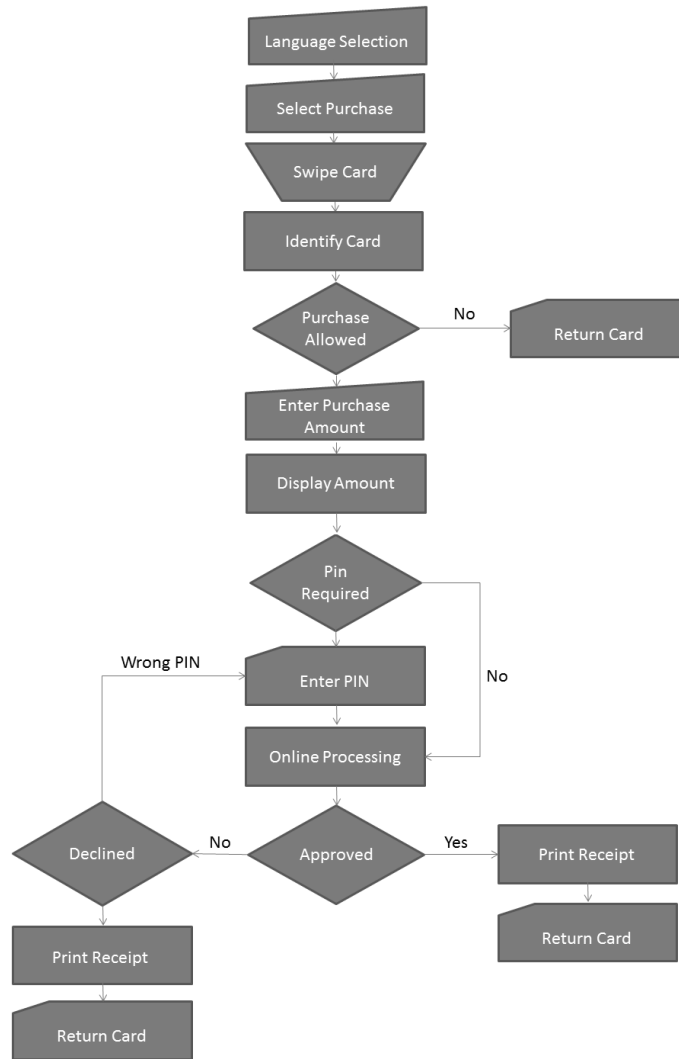 Language Selection
Select Purchase
Swipe Card
Identify Card
Purchase
Allowed
No
Return Card
Enter Purchase
Amount
Display Amount
Pin
Required
Wrong PIN
Enter PIN
No
Online Processing
Declined
No
Approved
Yes
Print Receipt
Return Card
Print Receipt
Return Card